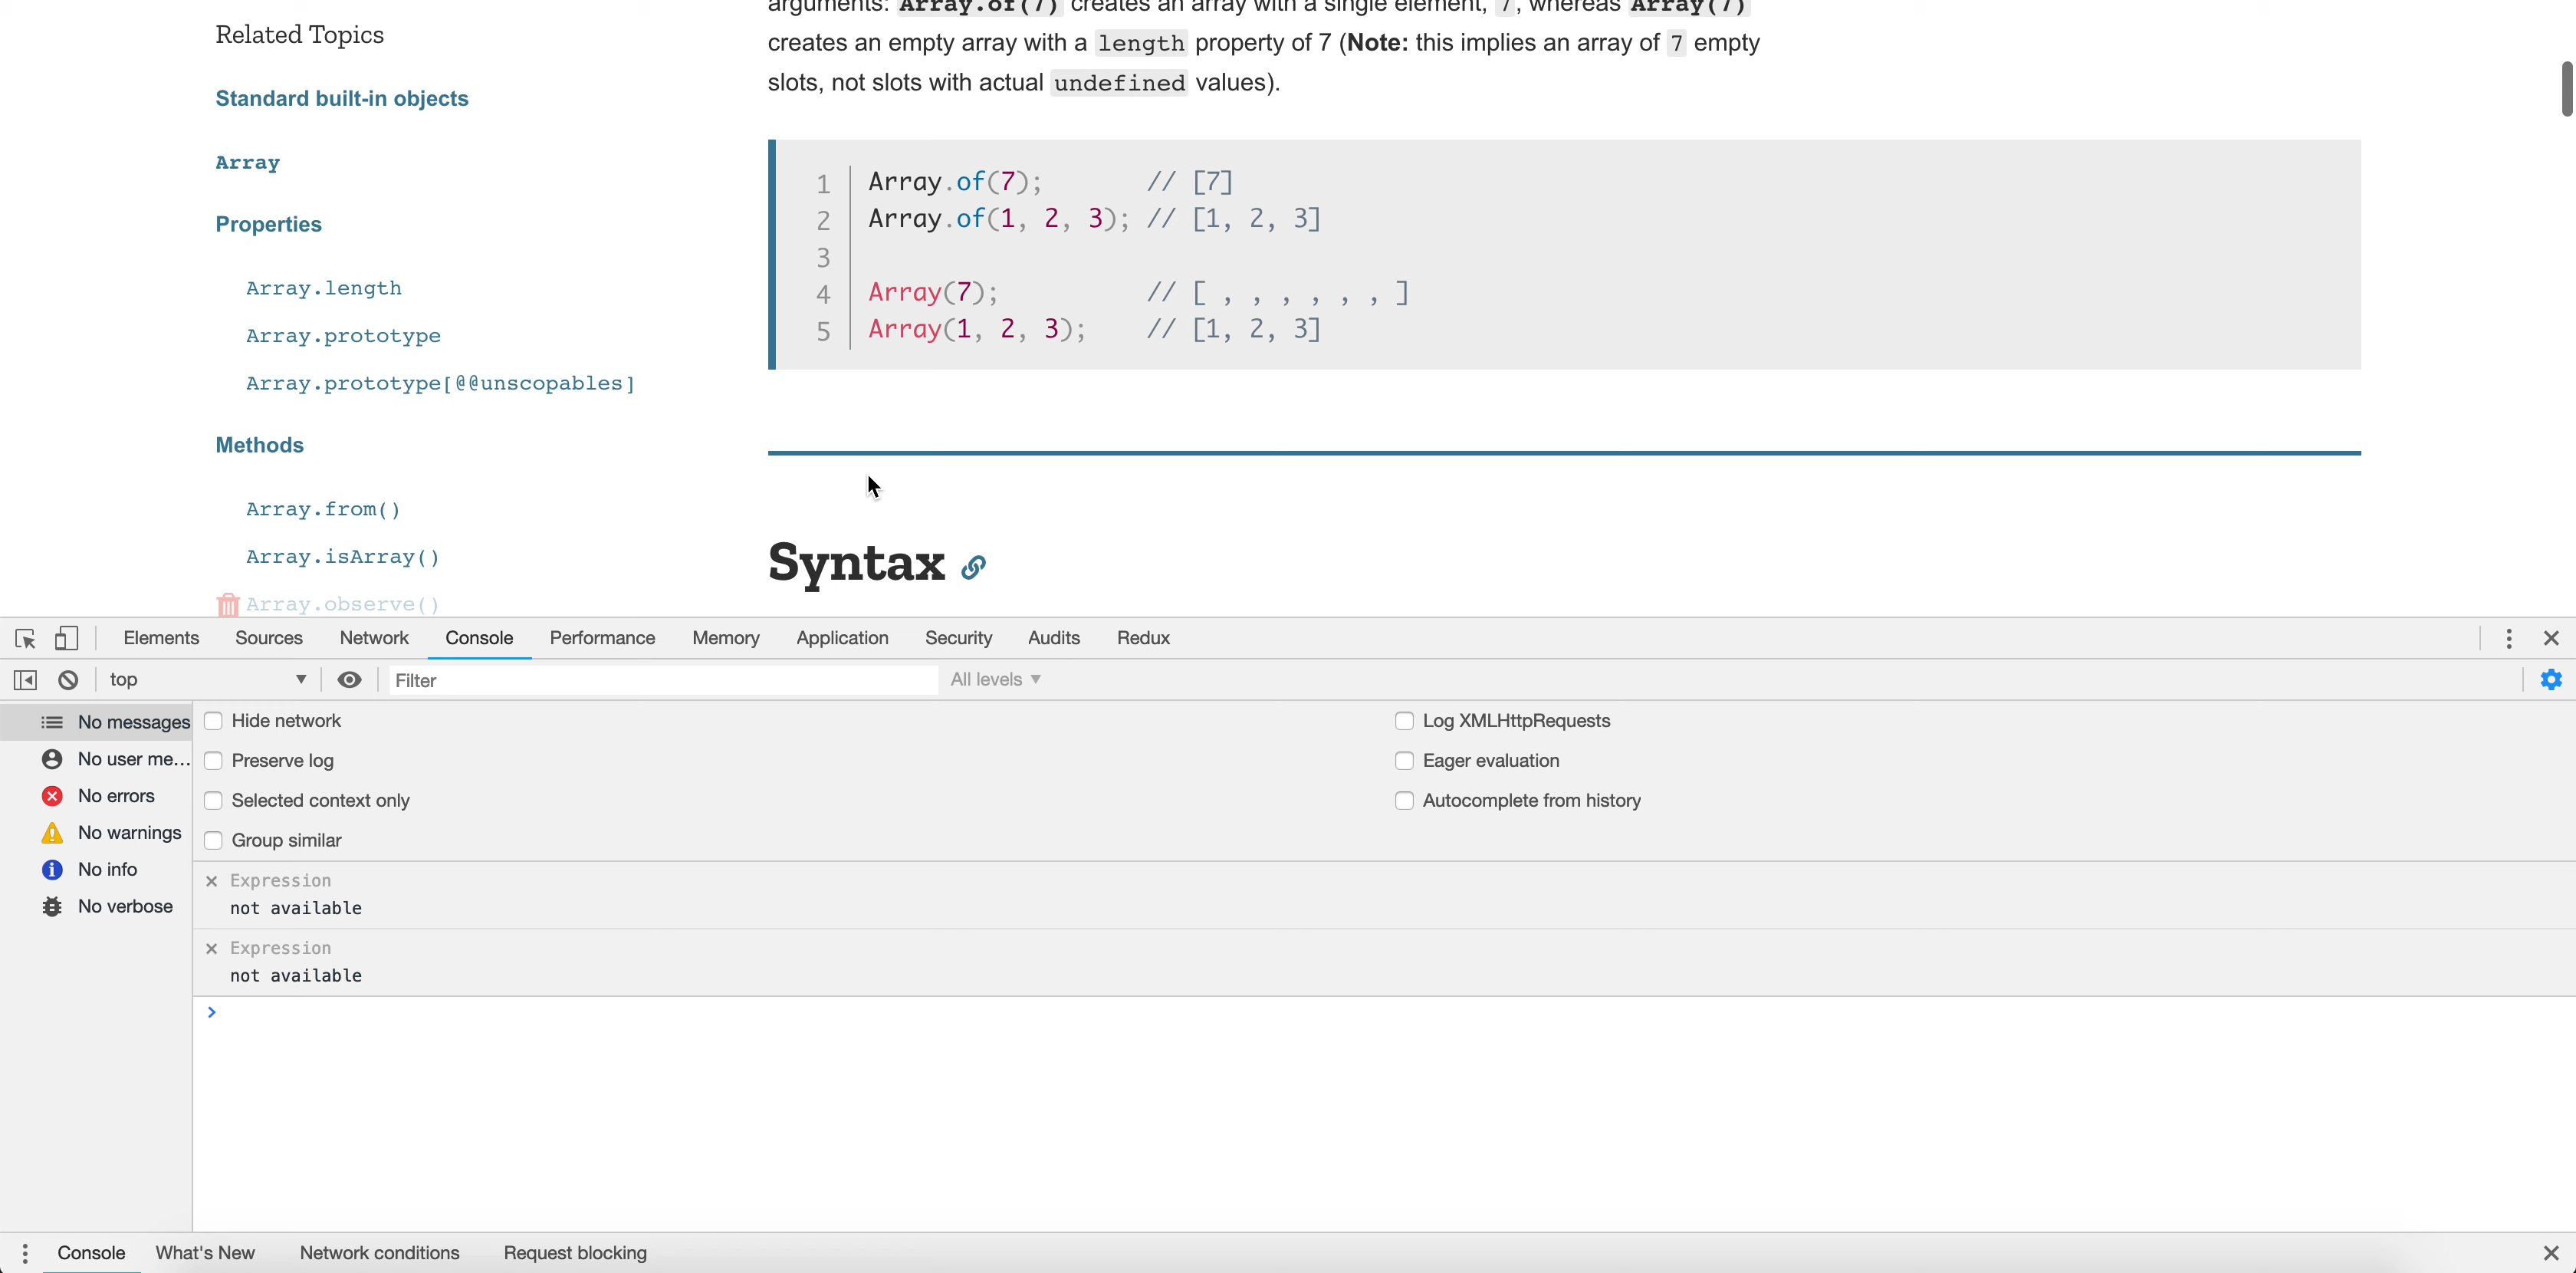 Related Topics
Standard built-in objects
Array
Properties
Array.length
Array.prototype
Array.prototype[@@unscopables]
Methods
Array.from()
Array.isArray()
Array.observe()
arguments: Array.of(7) creates an array with a single element, 7, whereas Array(7)
creates an empty array with a length property of 7 (Note: this implies an array of 7 empty
slots, not slots with actual undefined values).
1 Array.of(7);       // [7]
2 Array.of(1, 2, 3); // [1, 2, 3]
3
4 Array(7);          // [ , , , , , , ]
5 Array(1, 2, 3);    // [1, 2, 3]
Syntax
Elements Sources Network Console Performance Memory Application Security Audits Redux
top ▼ Filter All levels ▼
No messages
No user me...
No errors
No warnings
No info
No verbose
Hide network
Preserve log
Selected context only
Group similar
Log XMLHttpRequests
Eager evaluation
Autocomplete from history
× Expression
not available
× Expression
not available
>
Console What's New Network conditions Request blocking